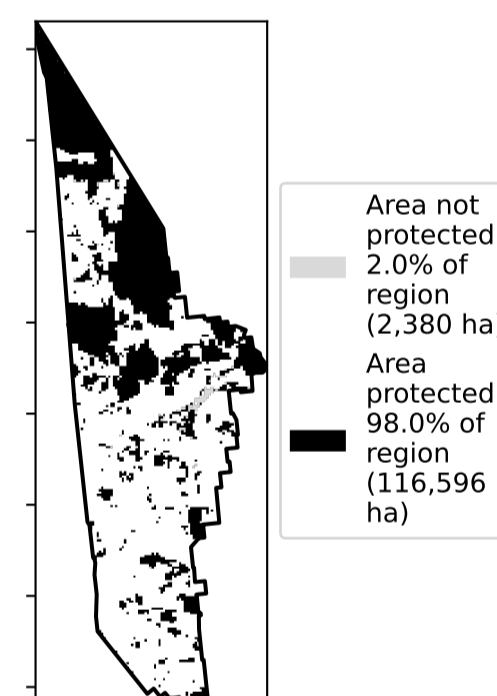 Area not
protected
2.0% of
region
(2,380 ha)
Area
protected
98.0% of
region
(116,596
ha)